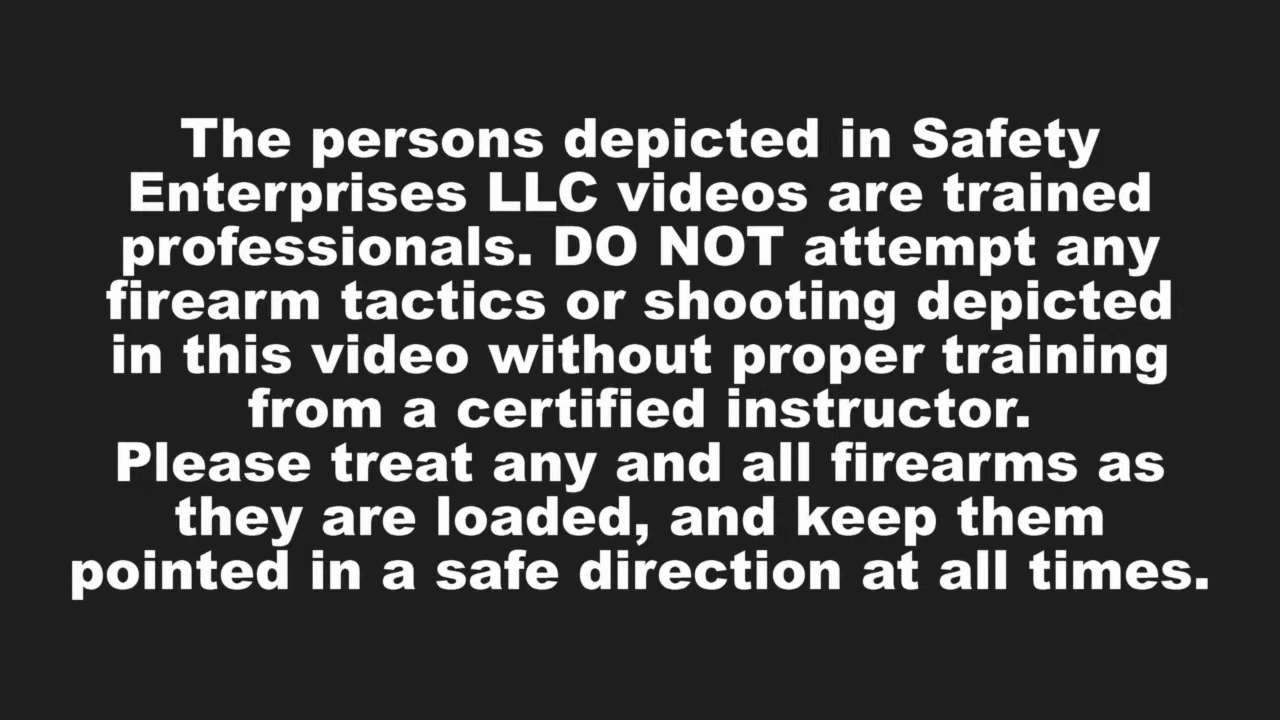 The persons depicted in Safety
Enterprises LLC videos are trained
professionals. DO NOT attempt any
firearm tactics or shooting depicted
in this video without proper training
from a certified instructor.
Please treat any and all firearms as
they are loaded, and keep them
pointed in a safe direction at all times.